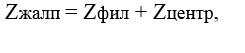 Zжалп = Zфил + Zцентр,